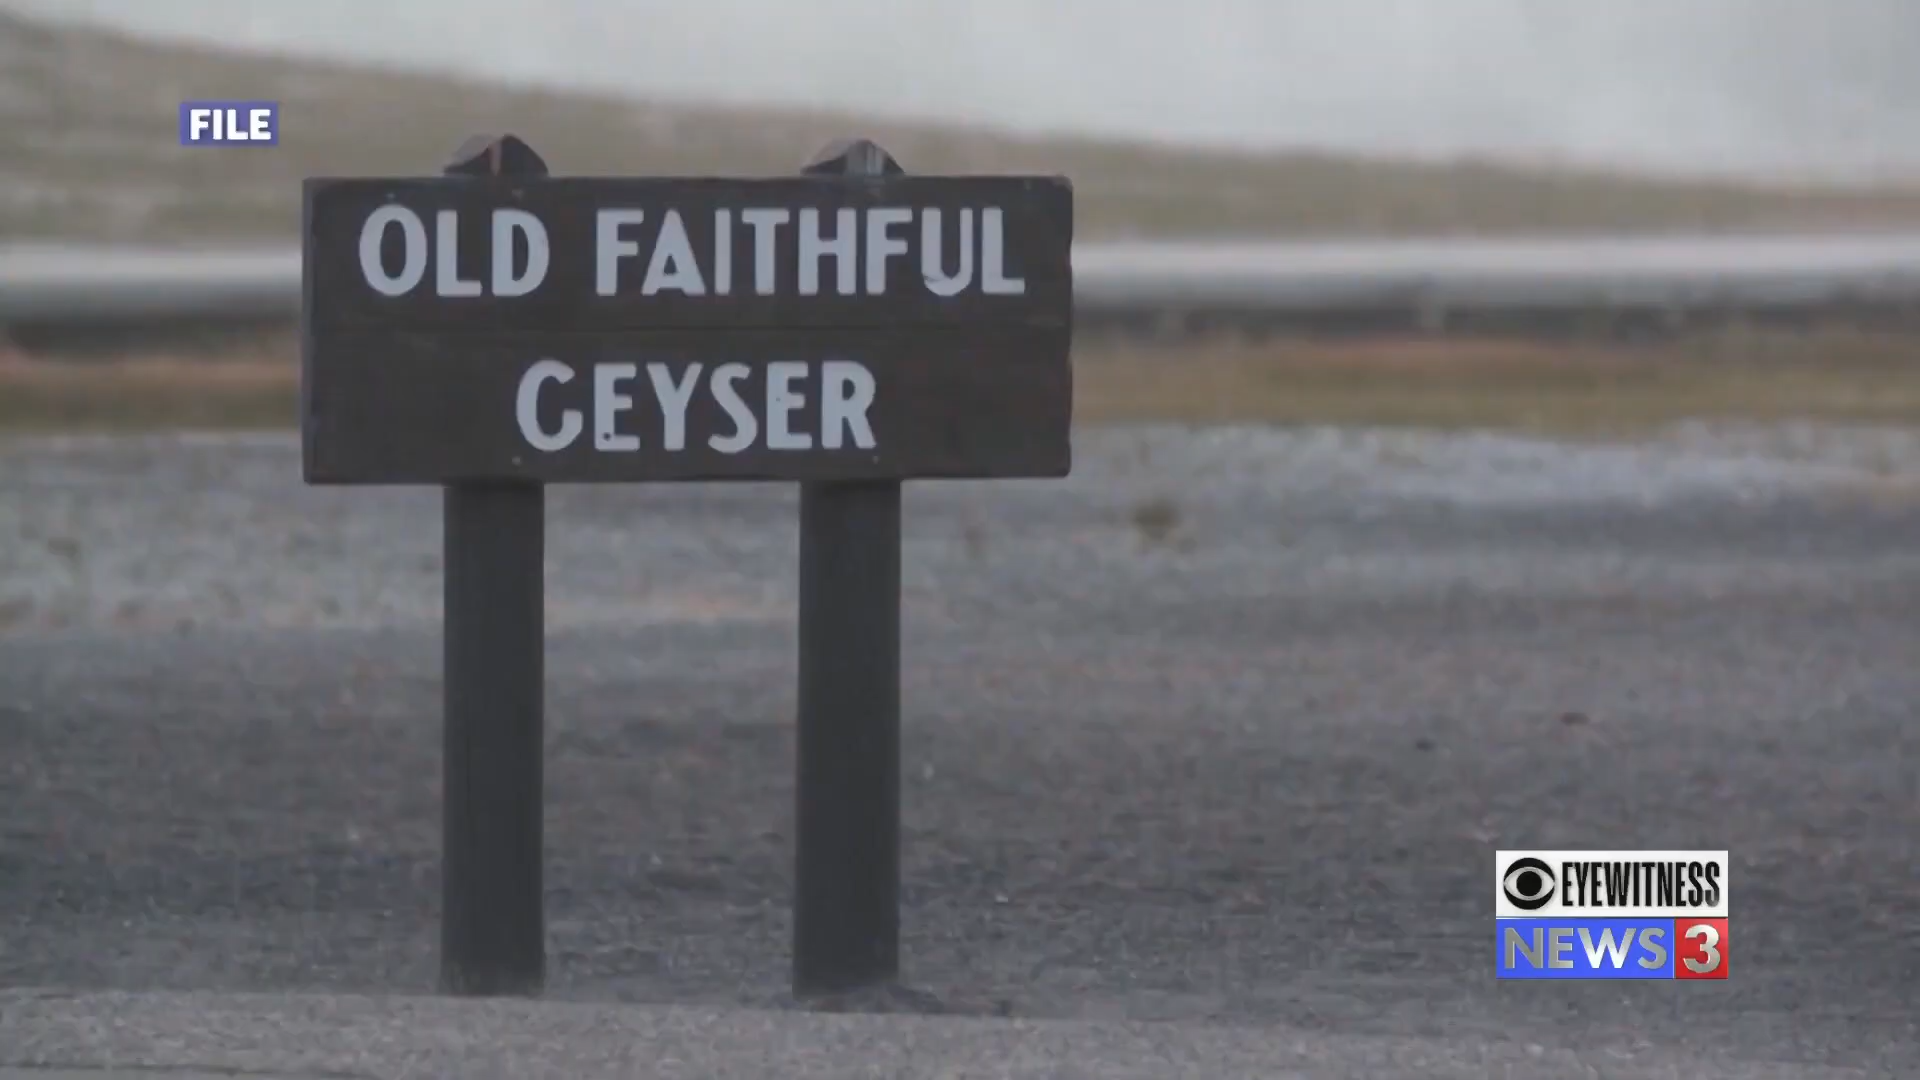 FILE
OLD FAITHFUL
GEYSER
EYEWITNESS
NEWS 3